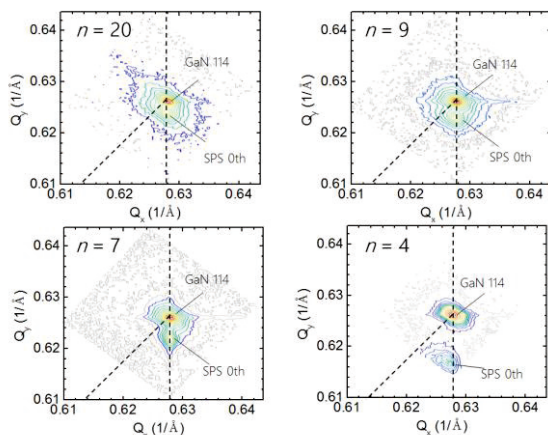 0.64
n = 20
GaN 114
0.63
Qy (1/Å)
0.62
SPS 0th
0.61
0.61 0.62 0.63 0.64
Qx (1/Å)
0.64
n = 9
GaN 114
0.63
Qy (1/Å)
0.62
SPS 0th
0.61
0.61 0.62 0.63 0.64
Qx (1/Å)
0.64
n = 7
GaN 114
0.63
Qy (1/Å)
0.62
SPS 0th
0.61
0.61 0.62 0.63 0.64
(1/Å)
0.64
n = 4
GaN 114
0.63
Qy (1/Å)
0.62
SPS 0th
0.61
0.61 0.62 0.63 0.64
(1/Å)